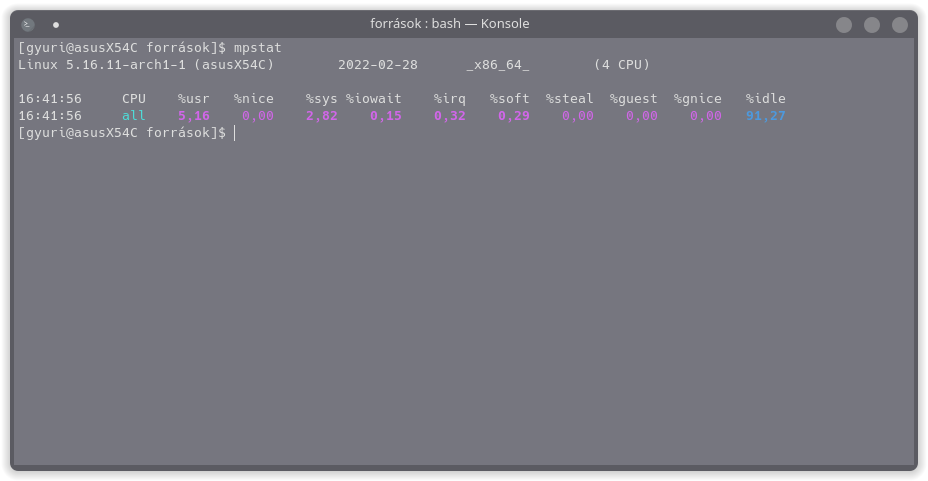 források : bash — Konsole
[gyuri@asusX54C források]$ mpstat
Linux 5.16.11-arch1-1 (asusX54C)        2022-02-28      _x86_64_        (4 CPU)
16:41:56     CPU    %usr   %nice    %sys %iowait    %irq   %soft  %steal  %guest  %gnice   %idle
16:41:56     all    5,16    0,00    2,82    0,15    0,32    0,29    0,00    0,00    0,00   91,27
[gyuri@asusX54C források]$